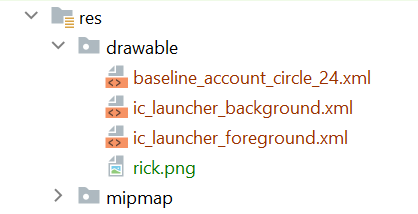 res
drawable
baseline_account_circle_24.xml
ic_launcher_background.xml
ic_launcher_foreground.xml
rick.png
mipmap